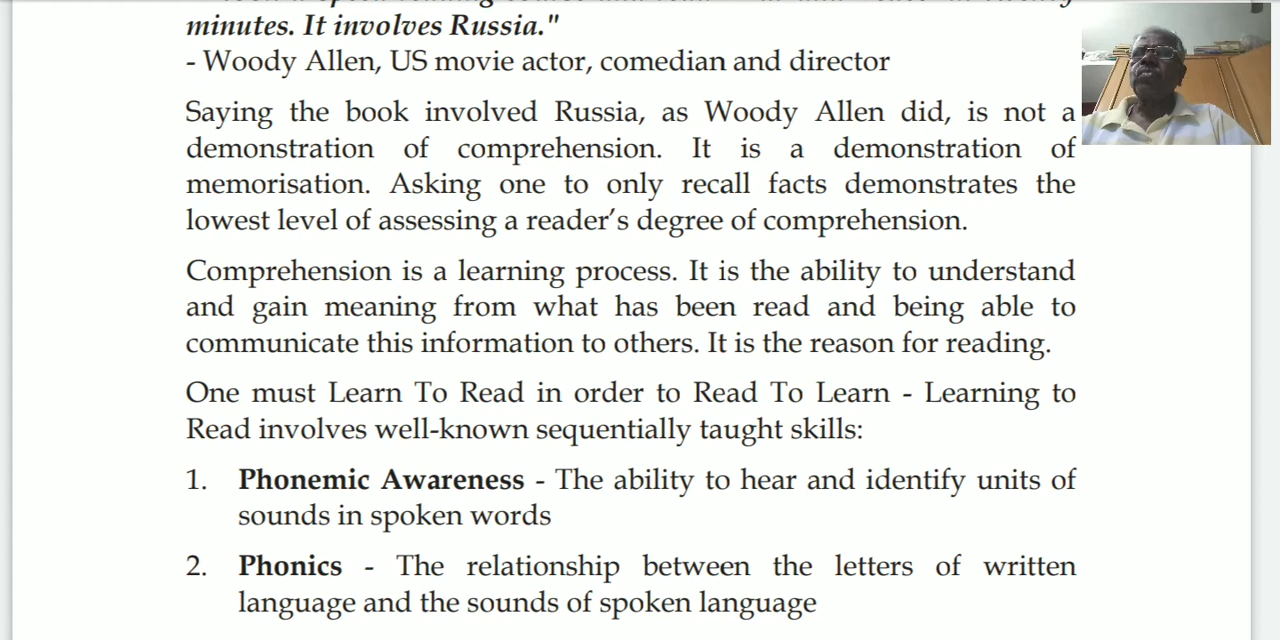 minutes. It involves Russia."
- Woody Allen, US movie actor, comedian and director
Saying the book involved Russia, as Woody Allen did, is not a
demonstration of comprehension. It is a demonstration of
memorisation. Asking one to only recall facts demonstrates the
lowest level of assessing a reader’s degree of comprehension.
Comprehension is a learning process. It is the ability to understand
and gain meaning from what has been read and being able to
communicate this information to others. It is the reason for reading.
One must Learn To Read in order to Read To Learn - Learning to
Read involves well-known sequentially taught skills:
1. Phonemic Awareness - The ability to hear and identify units of
sounds in spoken words
2. Phonics - The relationship between the letters of written
language and the sounds of spoken language